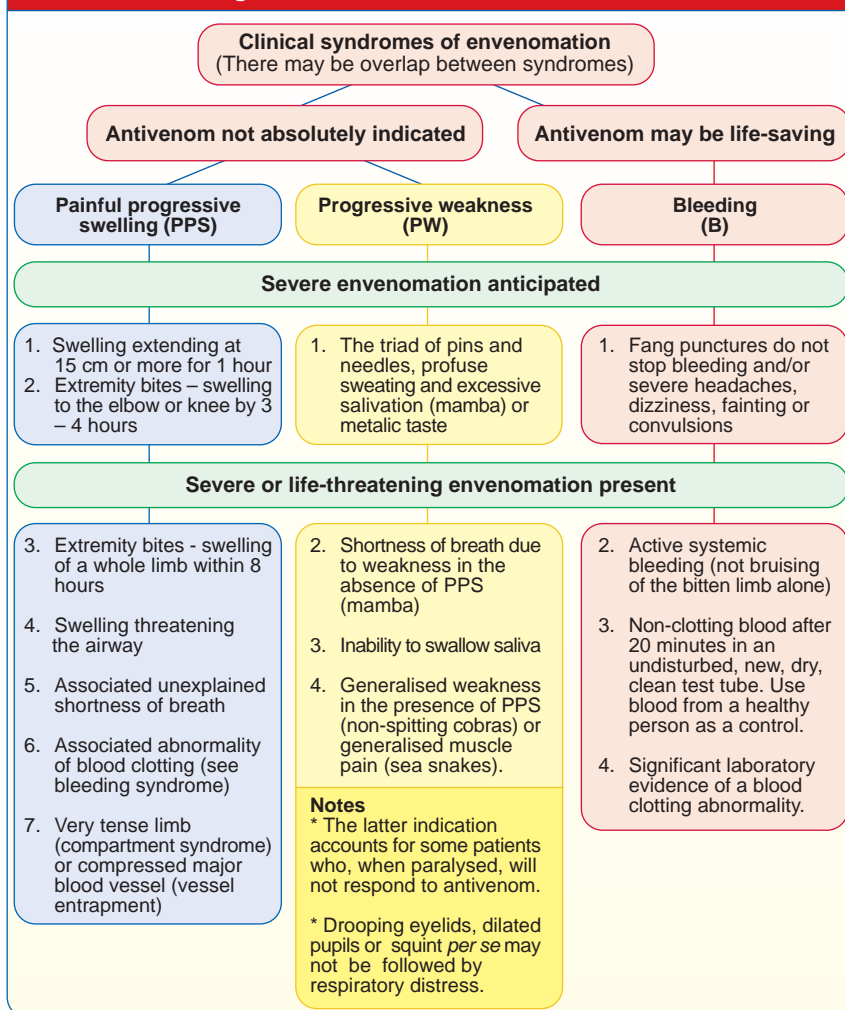 Clinical syndromes of envenomation
(There may be overlap between syndromes)
Antivenom not absolutely indicated
Antivenom may be life-saving
Painful progressive
swelling (PPS)
Progressive weakness
(PW)
Bleeding
(B)
Severe envenomation anticipated
1. Swelling extending at
15 cm or more for 1 hour
2. Extremity bites – swelling
to the elbow or knee by 3
– 4 hours
1. The triad of pins and
needles, profuse
sweating and excessive
salivation (mamba) or
metalic taste
1. Fang punctures do not
stop bleeding and/or
severe headaches,
dizziness, fainting or
convulsions
Severe or life-threatening envenomation present
3. Extremity bites - swelling
of a whole limb within 8
hours
4. Swelling threatening
the airway
5. Associated unexplained
shortness of breath
6. Associated abnormality
of blood clotting (see
bleeding syndrome)
7. Very tense limb
(compartment syndrome)
or compressed major
blood vessel (vessel
entrapment)
2. Shortness of breath due
to weakness in the
absence of PPS
(mamba)
3. Inability to swallow saliva
4. Generalised weakness
in the presence of PPS
(non-spitting cobras) or
generalised muscle
pain (sea snakes).
Notes
* The latter indication
accounts for some patients
who, when paralysed, will
not respond to antivenom.
* Drooping eyelids, dilated
pupils or squint per se may
not be followed by
respiratory distress.
2. Active systemic
bleeding (not bruising
of the bitten limb alone)
3. Non-clotting blood after
20 minutes in an
undisturbed, new, dry,
clean test tube. Use
blood from a healthy
person as a control.
4. Significant laboratory
evidence of a blood
clotting abnormality.